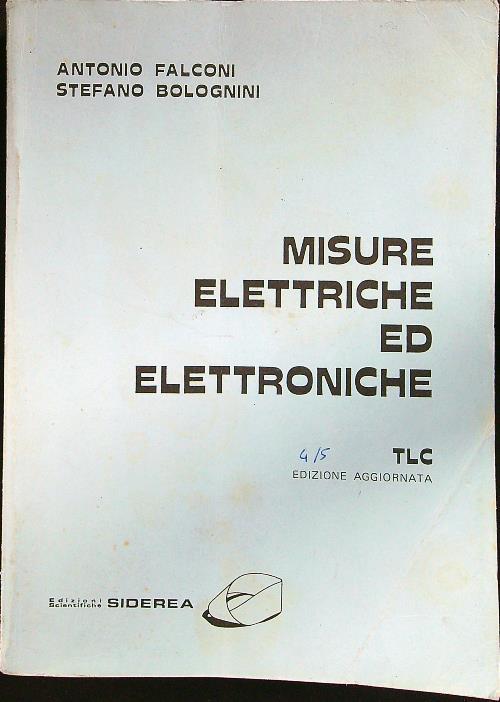 ANTONIO FALCONI
STEFANO BOLOGNINI
MISURE
ELETTRICHE
ED
ELETTRONICHE
4/5 TLC
EDIZIONE AGGIORNATA
Edizioni
Scientifiche SIDEREA